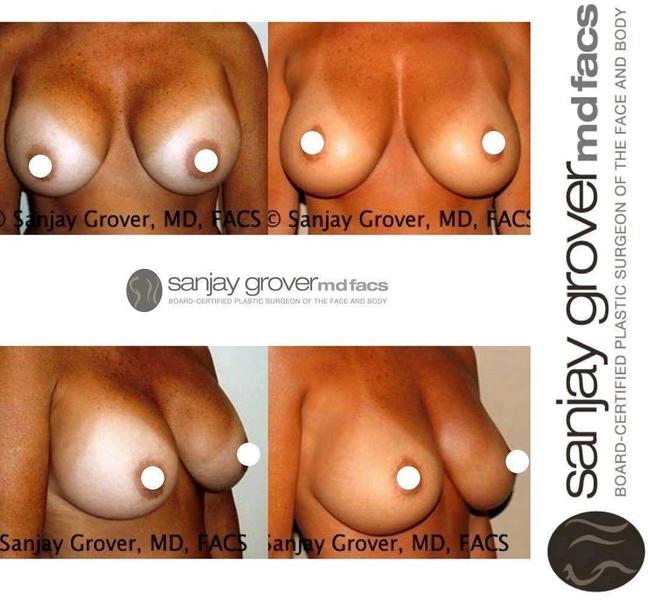 © Sanjay Grover, MD, FACS
© Sanjay Grover, MD, FACS
sanjay grover md facs
BOARD-CERTIFIED PLASTIC SURGEON OF THE FACE AND BODY
Sanjay Grover, MD, FACS
Sanjay Grover, MD, FACS
sanjay grover md facs
BOARD-CERTIFIED PLASTIC SURGEON OF THE FACE AND BODY